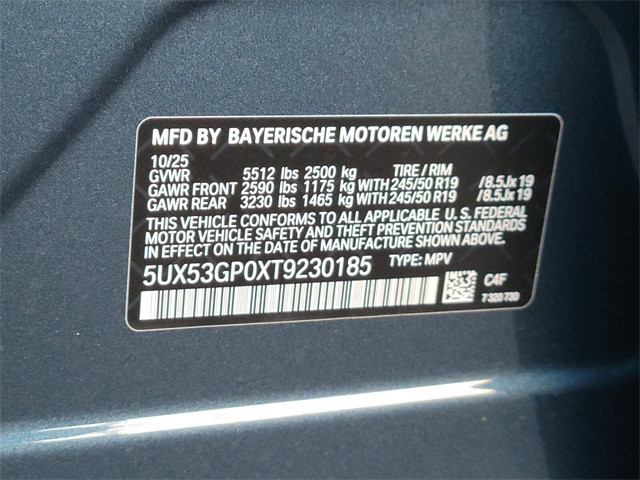 MFD BY BAYERISCHE MOTOREN WERKE AG
10/25
GVWR 5512 lbs 2500 kg TIRE / RIM
GAWR FRONT 2590 lbs 1175 kg WITH 245/50 R19 / 8.5Jx19
GAWR REAR 3230 lbs 1465 kg WITH 245/50 R19 / 8.5Jx19
THIS VEHICLE CONFORMS TO ALL APPLICABLE U. S. FEDERAL
MOTOR VEHICLE SAFETY AND THEFT PREVENTION STANDARDS
IN EFFECT ON THE DATE OF MANUFACTURE SHOWN ABOVE.
5UX53GP0XT9230185 TYPE: MPV
C4F
7 320 730